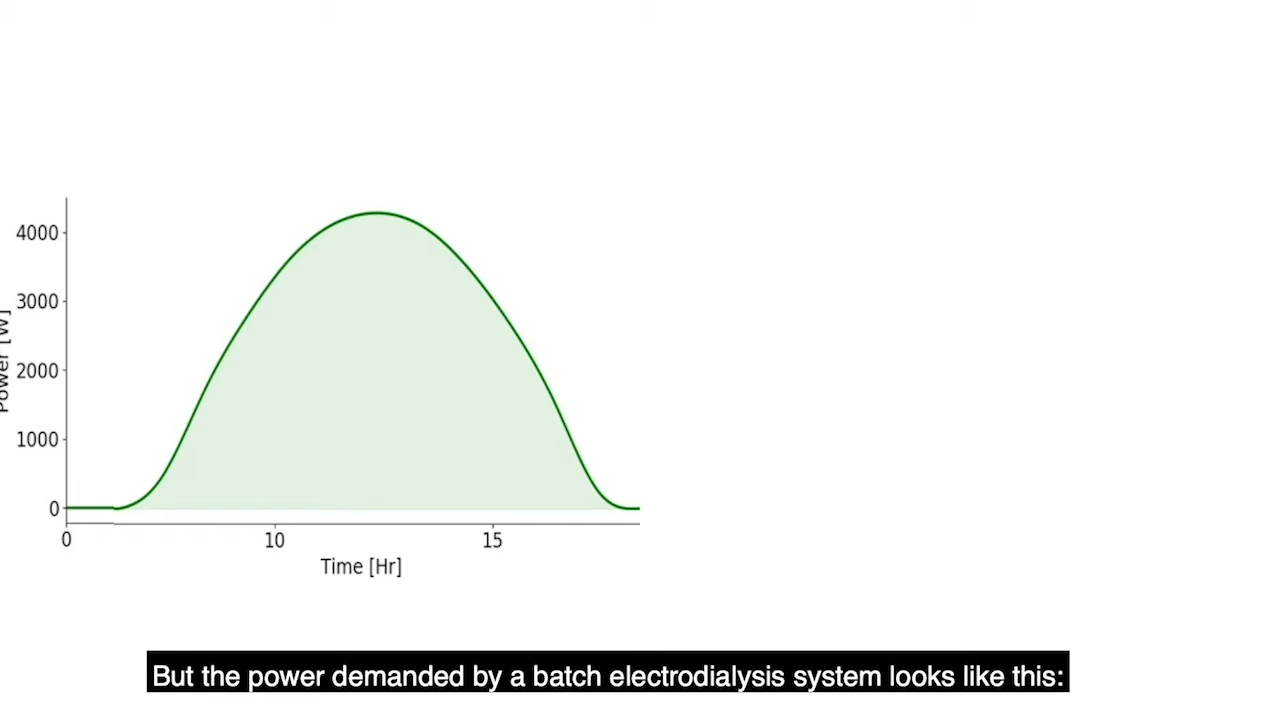 4000
3000
2000
1000
0
Power [W]
0 10 15
Time [Hr]
But the power demanded by a batch electrodialysis system looks like this: